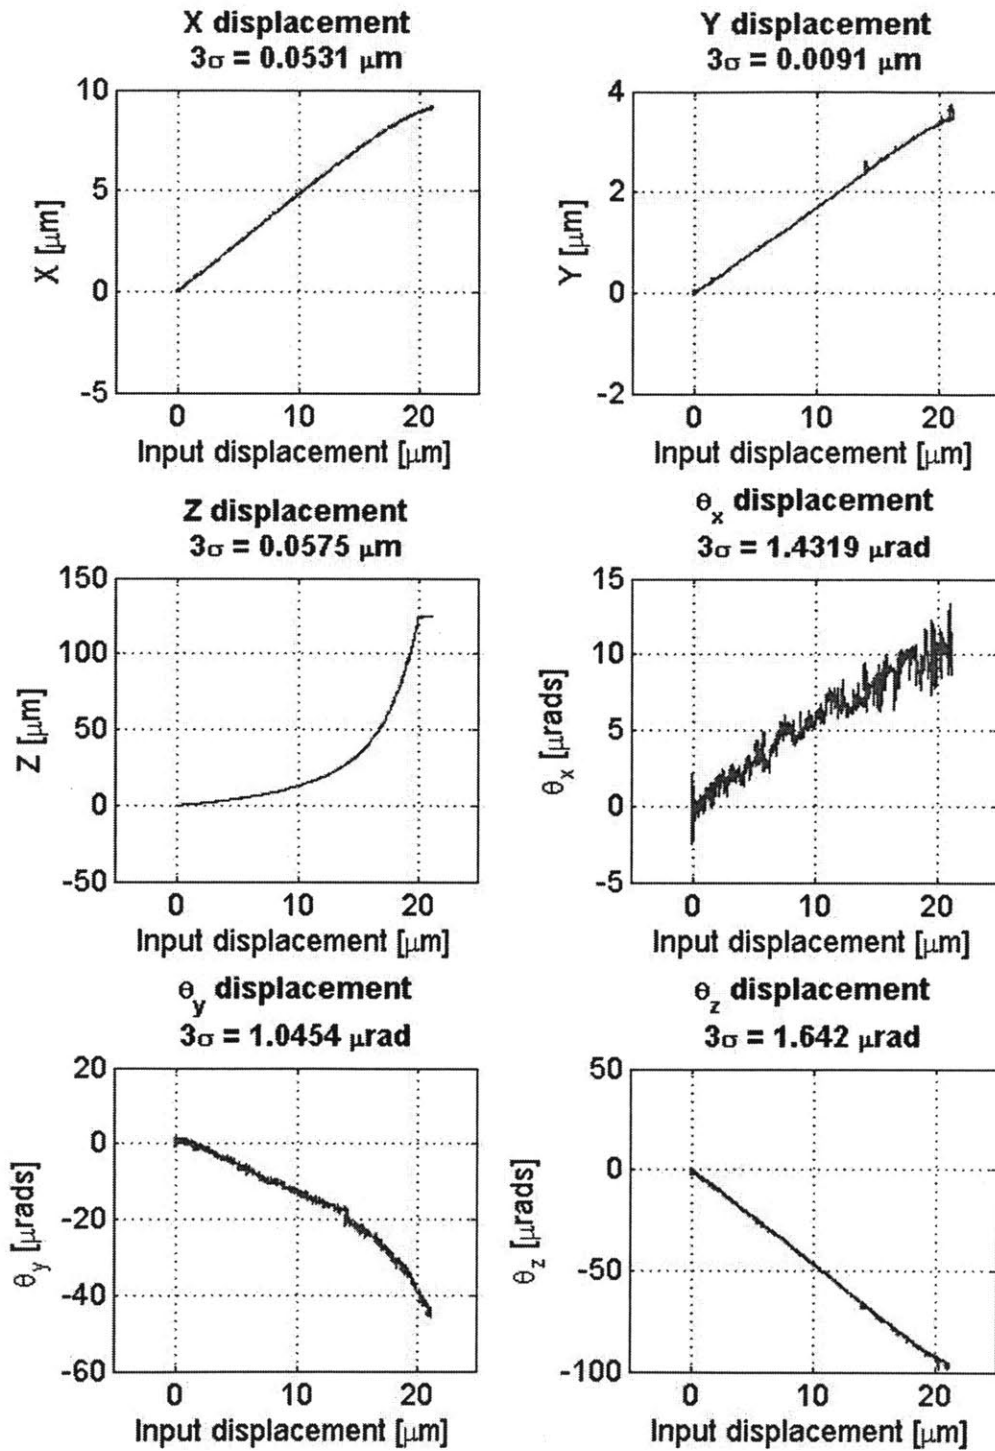 X displacement
3σ = 0.0531 μm
10
5
0
-5
X [μm]
0 10 20
Input displacement [μm]
Y displacement
3σ = 0.0091 μm
4
2
0
-2
Y [μm]
0 10 20
Input displacement [μm]
Z displacement
3σ = 0.0575 μm
150
100
50
0
-50
Z [μm]
0 10 20
Input displacement [μm]
θx displacement
3σ = 1.4319 μrad
15
10
5
0
-5
θx [μrads]
0 10 20
Input displacement [μm]
θy displacement
3σ = 1.0454 μrad
20
0
-20
-40
-60
θy [μrads]
0 10 20
Input displacement [μm]
θz displacement
3σ = 1.642 μrad
50
0
-50
-100
θz [μrads]
0 10 20
Input displacement [μm]